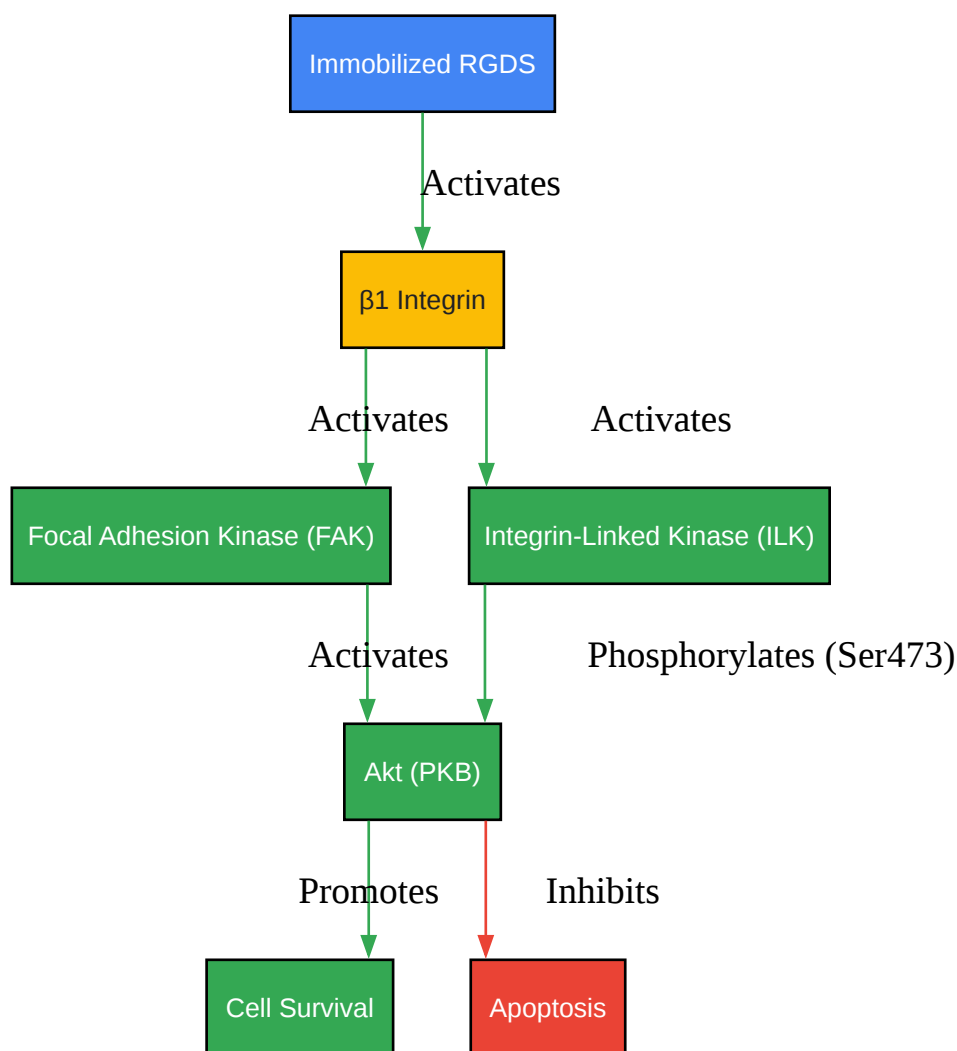 Immobilized RGDS
Activates
β1 Integrin
Activates
Activates
Focal Adhesion Kinase (FAK)
Integrin-Linked Kinase (ILK)
Activates
Phosphorylates (Ser473)
Akt (PKB)
Promotes
Inhibits
Cell Survival
Apoptosis